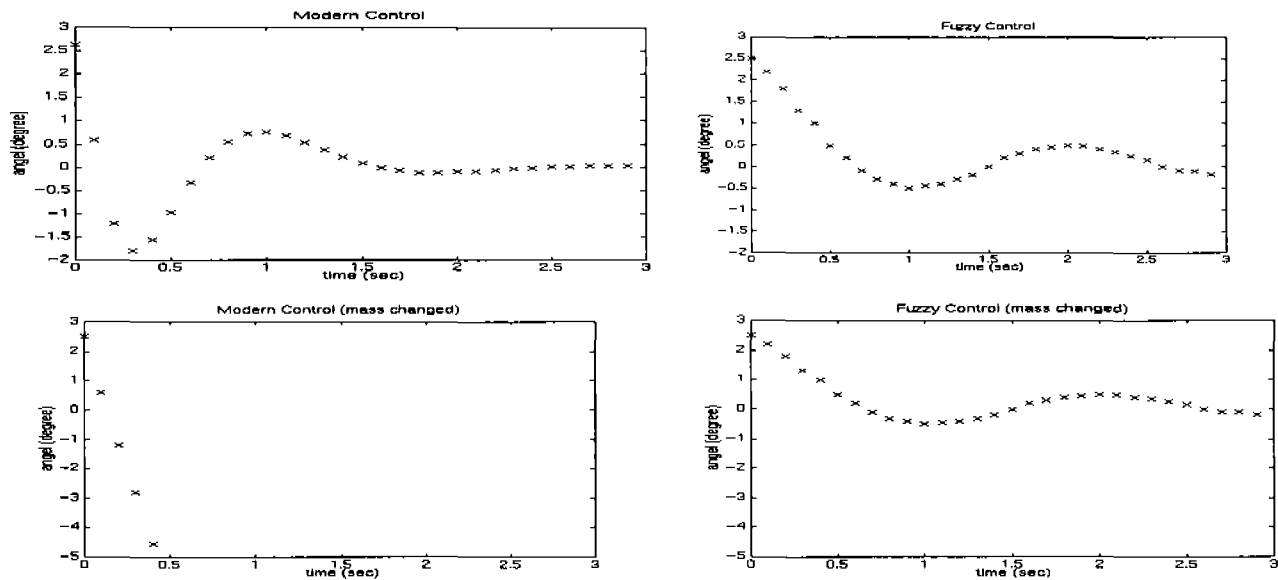 Modern Control
3
2.5
2
1.5
1
0.5
0
−0.5
−1
−1.5
−2
angel (degree)
0 0.5 1 1.5 2 2.5 3
time (sec)
Fuzzy Control
3
2.5
2
1.5
1
0.5
0
−0.5
−1
−1.5
−2
angel (degree)
0 0.5 1 1.5 2 2.5 3
time (sec)
Modern Control (mass changed)
3
2
1
0
−1
−2
−3
−4
−5
angel (degree)
0 0.5 1 1.5 2 2.5 3
time (sec)
Fuzzy Control (mass changed)
3
2
1
0
−1
−2
−3
−4
−5
angel (degree)
0 0.5 1 1.5 2 2.5 3
time (sec)